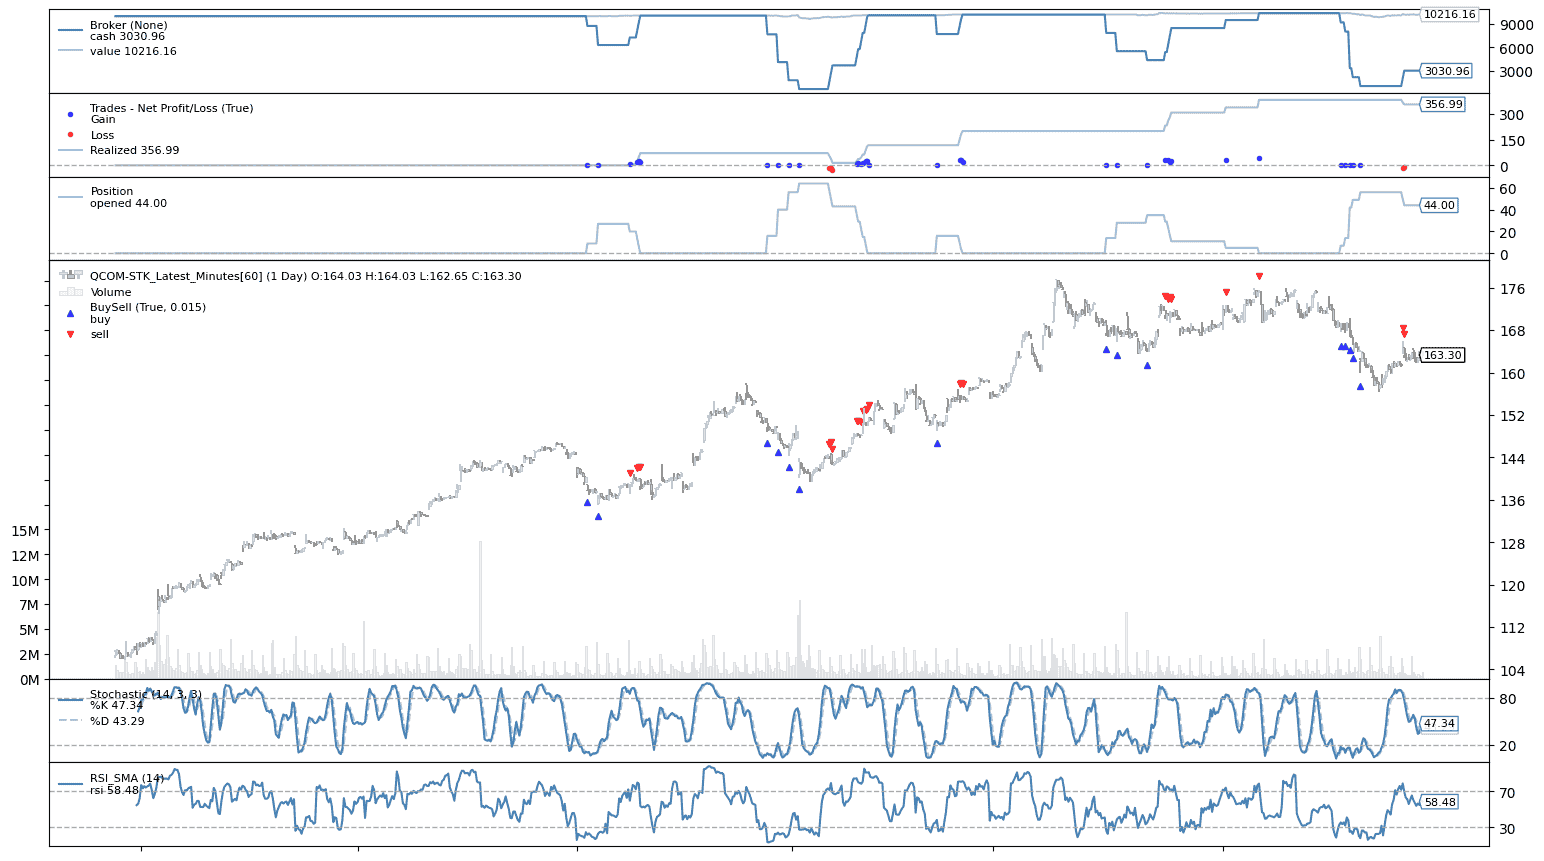 Broker (None)
cash 3030.96
value 10216.16
10216.16
9000
6000
3030.96
3000
Trades - Net Profit/Loss (True)
Gain
Loss
Realized 356.99
356.99
300
150
0
Position
opened 44.00
60
44.00
40
20
0
QCOM-STK_Latest_Minutes[60] (1 Day) O:164.03 H:164.03 L:162.65 C:163.30
Volume
BuySell (True, 0.015)
buy
sell
176
168
163.30
160
152
144
136
128
120
112
104
15M
12M
10M
7M
5M
2M
0M
Stochastic (14, 3, 3)
%K 47.34
%D 43.29
80
47.34
20
RSI_SMA (14)
rsi 58.48
70
58.48
30